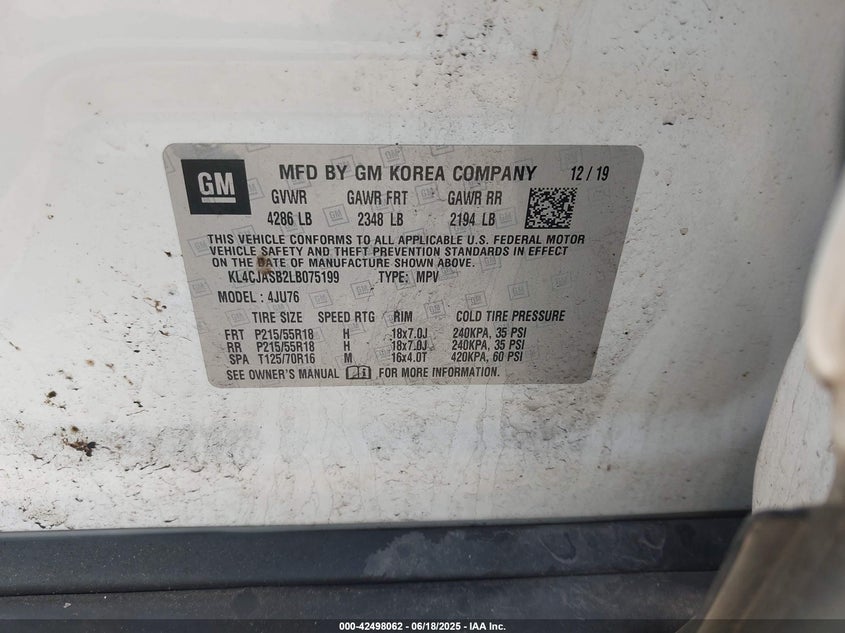 GM MFD BY GM KOREA COMPANY 12/19
GVWR GAWR FRT GAWR RR
4286 LB 2348 LB 2194 LB
THIS VEHICLE CONFORMS TO ALL APPLICABLE U.S. FEDERAL MOTOR
VEHICLE SAFETY AND THEFT PREVENTION STANDARDS IN EFFECT
ON THE DATE OF MANUFACTURE SHOWN ABOVE.
KL4CJASB2LB075199 TYPE: MPV
MODEL : 4JU76
TIRE SIZE SPEED RTG RIM COLD TIRE PRESSURE
FRT P215/55R18 H 18x7.0J 240KPA, 35 PSI
RR P215/55R18 H 18x7.0J 240KPA, 35 PSI
SPA T125/70R16 M 16x4.0T 420KPA, 60 PSI
SEE OWNER'S MANUAL FOR MORE INFORMATION.
000-42498062 - 06/18/2025 - IAA Inc.